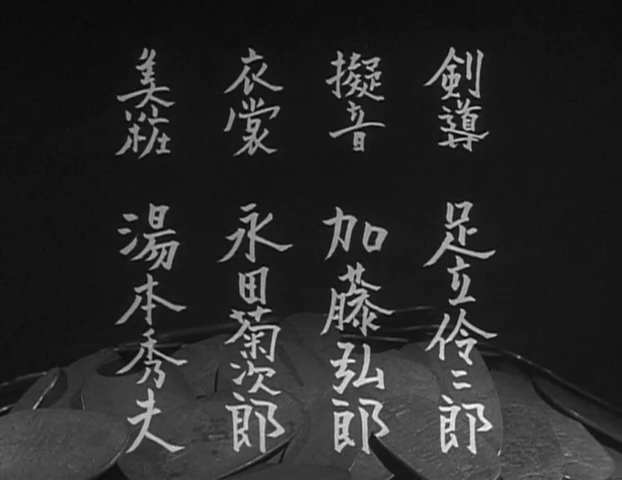 剣導 足立伶二郎
擬音 加藤弘郎
衣裳 永田菊次郎
美粧 湯本秀夫